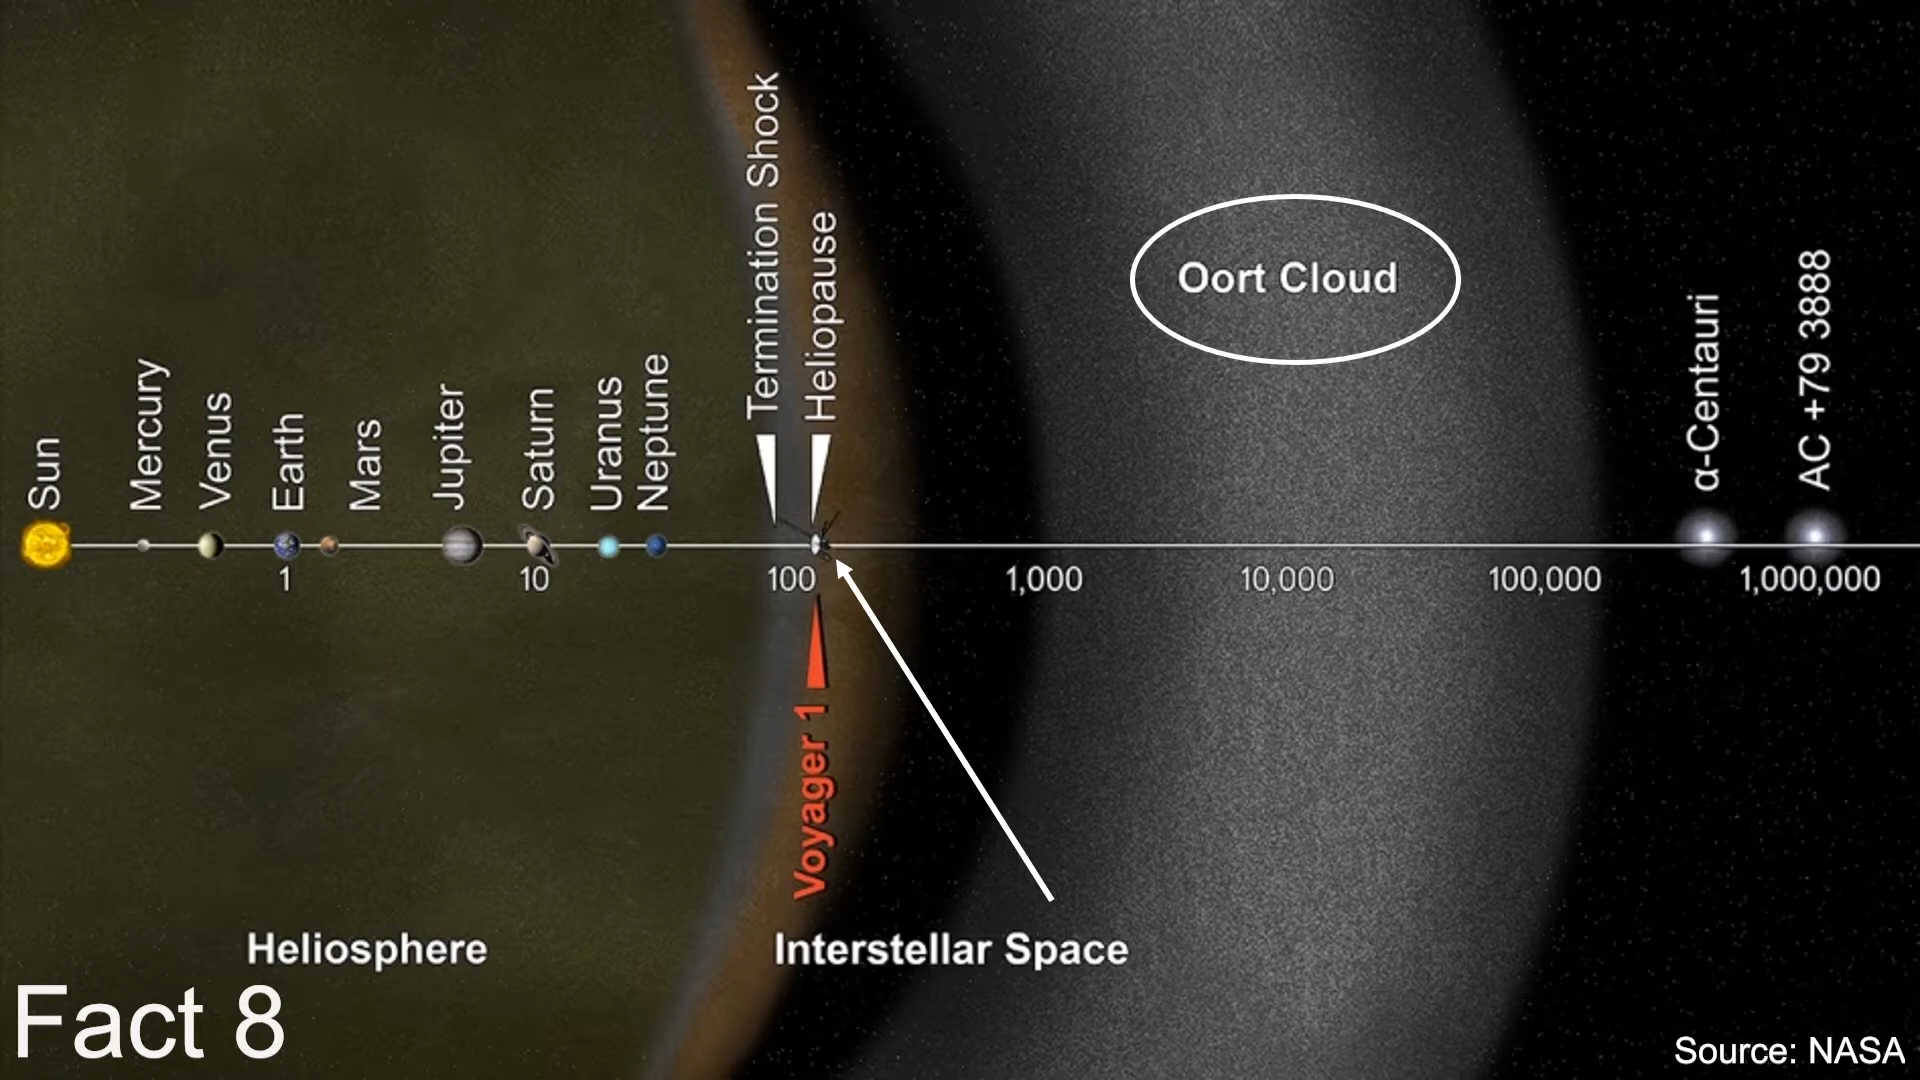 Sun
Mercury
Venus
Earth
Mars
Jupiter
Saturn
Uranus
Neptune
Termination Shock
Heliopause
Oort Cloud
α-Centauri
AC +79 3888
1
10
100
1,000
10,000
100,000
1,000,000
Voyager 1
Heliosphere
Interstellar Space
Fact 8
Source: NASA